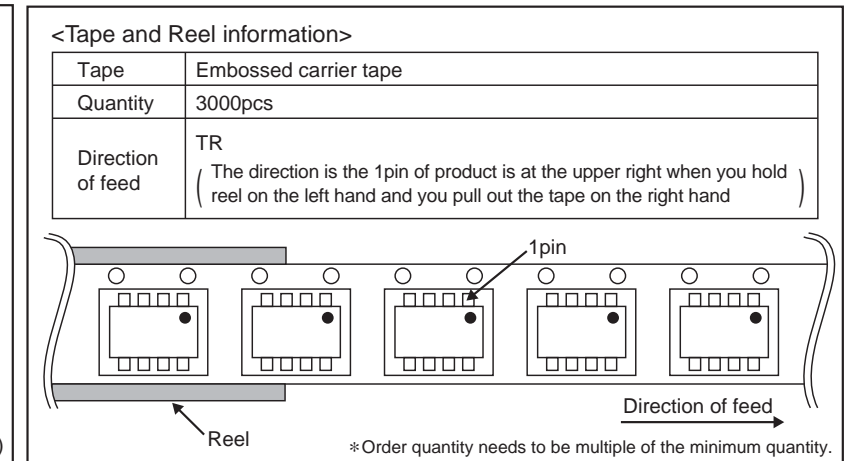 <Tape and Reel information>
Tape Embossed carrier tape
Quantity 3000pcs
Direction of feed TR
( The direction is the 1pin of product is at the upper right when you hold
reel on the left hand and you pull out the tape on the right hand )
1pin
Direction of feed
Reel
)
∗Order quantity needs to be multiple of the minimum quantity.